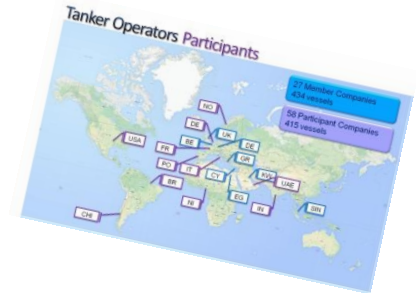 Tanker Operators Participants
27 Member Companies
434 vessels
58 Participant Companies
415 vessels
NO
DE
UK
USA
BE
DE
FR
GR
PO
IT
CY
KW
UAE
BR
EG
NI
IN
SIN
CHI